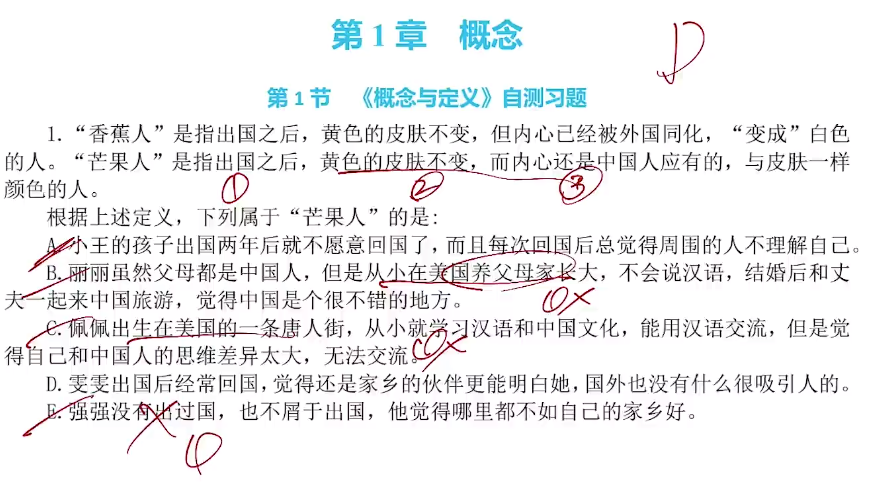 第 1 章 概念
D
第 1 节 《概念与定义》自测习题
1. “香蕉人”是指出国之后，黄色的皮肤不变，但内心已经被外国同化，“变成”白色
的人。“芒果人”是指出国之后，黄色的皮肤不变，而内心还是中国人应有的，与皮肤一样
颜色的人。
① ② ③
根据上述定义，下列属于“芒果人”的是:
A. 小王的孩子出国两年后就不愿意回国了，而且每次回国后总觉得周围的人不理解自己。
B. 丽丽虽然父母都是中国人，但是从小在美国养父母家长大，不会说汉语，结婚后和丈
夫一起来中国旅游，觉得中国是个很不错的地方。
①×
C. 佩佩出生在美国的一条唐人街，从小就学习汉语和中国文化，能用汉语交流，但是觉
得自己和中国人的思维差异太大，无法交流。
①×
D. 雯雯出国后经常回国，觉得还是家乡的伙伴更能明白她，国外也没有什么很吸引人的。
E. 强强没有出过国，也不屑于出国，他觉得哪里都不如自己的家乡好。
× ①